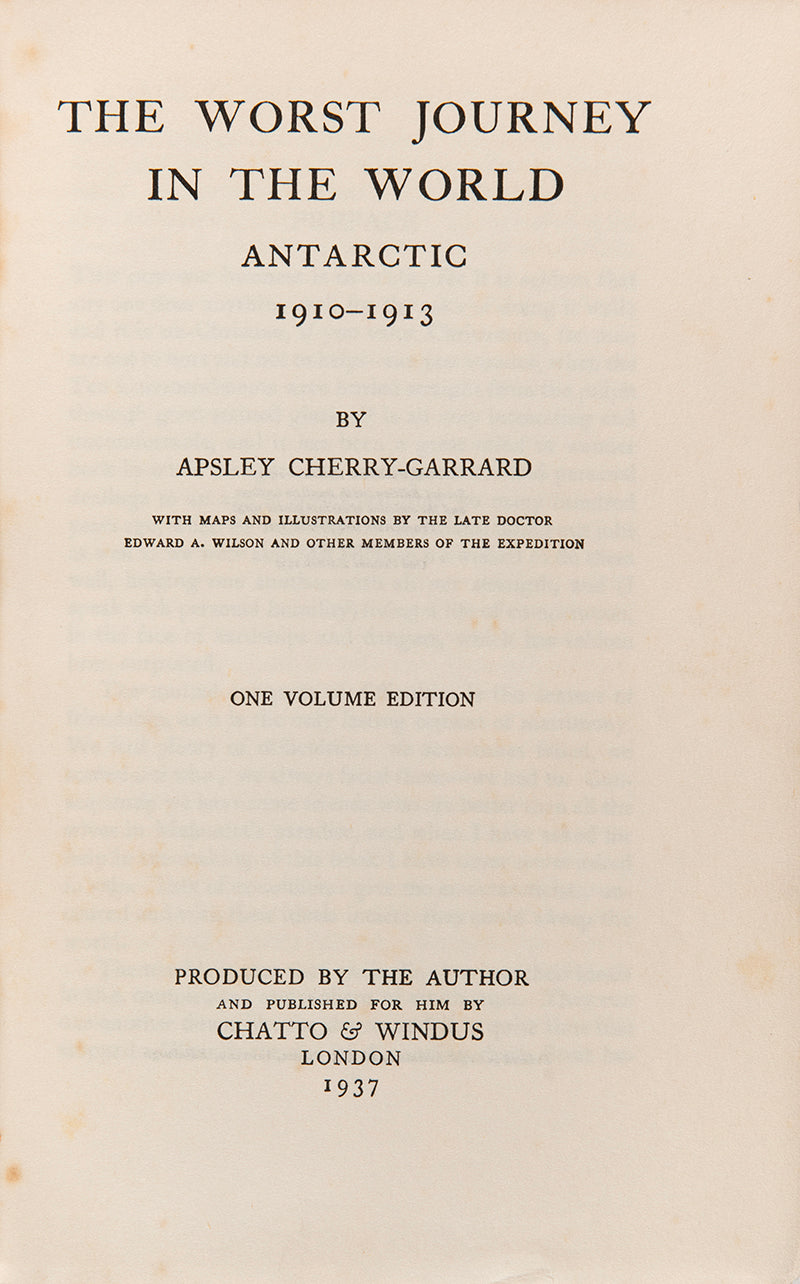 THE WORST JOURNEY
IN THE WORLD
ANTARCTIC
1910–1913
BY
APSLEY CHERRY-GARRARD
WITH MAPS AND ILLUSTRATIONS BY THE LATE DOCTOR
EDWARD A. WILSON AND OTHER MEMBERS OF THE EXPEDITION
ONE VOLUME EDITION
PRODUCED BY THE AUTHOR
AND PUBLISHED FOR HIM BY
CHATTO & WINDUS
LONDON
1937